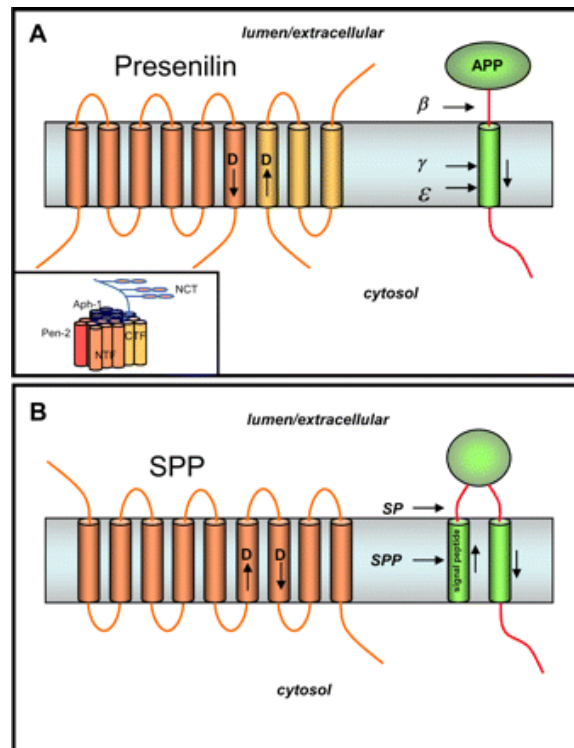 A
lumen/extracellular
Presenilin
APP
β
D
D
γ
ε
cytosol
NCT
Aph-1
Pen-2
CTF
NTF
B
lumen/extracellular
SPP
SP
D
D
SPP
signal peptide
cytosol